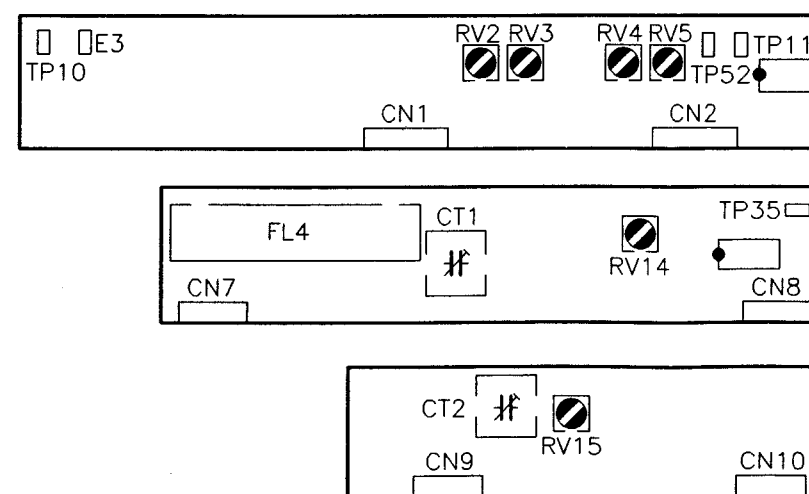 RV2 RV3 RV4 RV5
E3 TP11
TP10 TP52
CN1 CN2
FL4 CT1 TP35
RV14
CN7 CN8
CT2
RV15
CN9 CN10